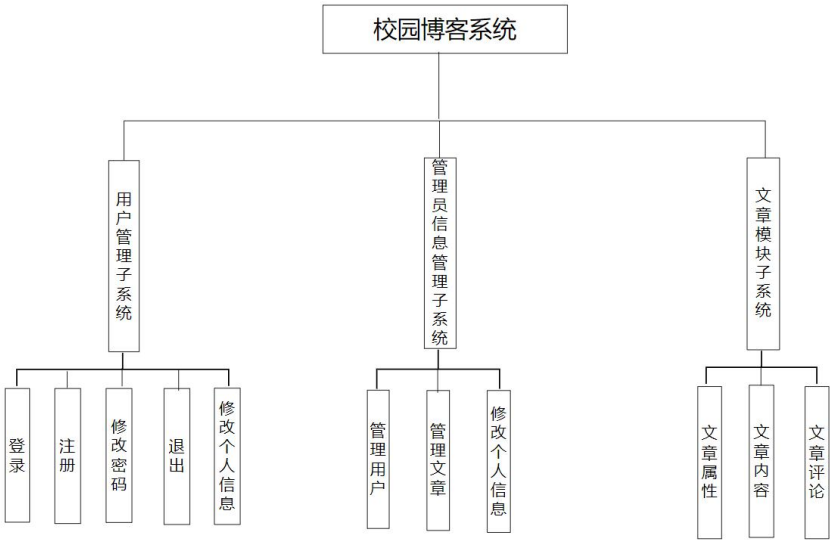 校园博客系统
用户管理子系统
管理员信息管理子系统
文章模块子系统
登录
注册
修改密码
退出
修改个人信息
管理用户
管理文章
修改个人信息
文章属性
文章内容
文章评论